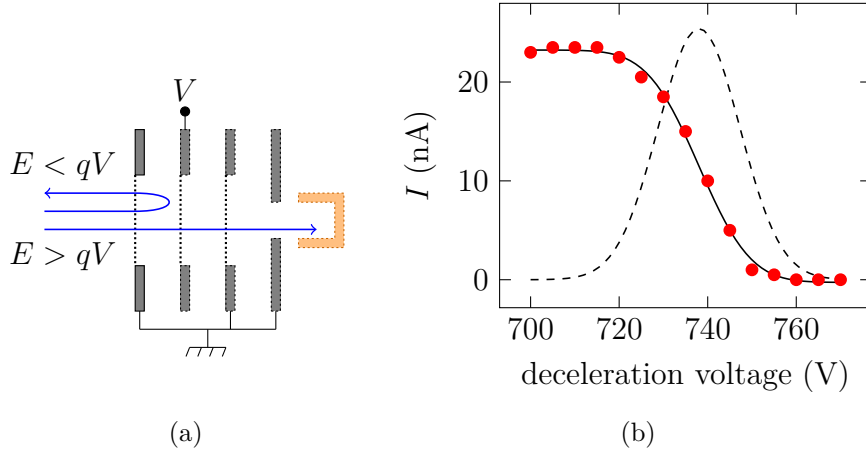 V
E < qV
E > qV
(a)
I (nA)
20
10
0
700 720 740 760
deceleration voltage (V)
(b)